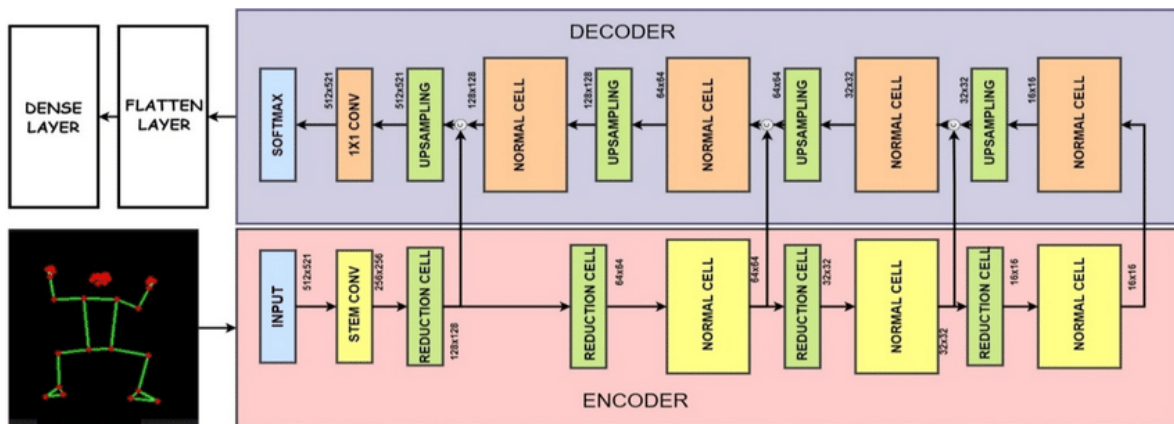 DECODER
DENSE
LAYER
FLATTEN
LAYER
SOFTMAX
512x521
1X1 CONV
512x521
UPSAMPLING
128x128
NORMAL CELL
128x128
UPSAMPLING
64x64
NORMAL CELL
64x64
UPSAMPLING
32x32
NORMAL CELL
32x32
UPSAMPLING
16x16
NORMAL CELL
C
C
C
INPUT
512x521
STEM CONV
256x256
REDUCTION CELL
128x128
REDUCTION CELL
64x64
NORMAL CELL
64x64
REDUCTION CELL
32x32
NORMAL CELL
32x32
REDUCTION CELL
16x16
NORMAL CELL
16x16
ENCODER